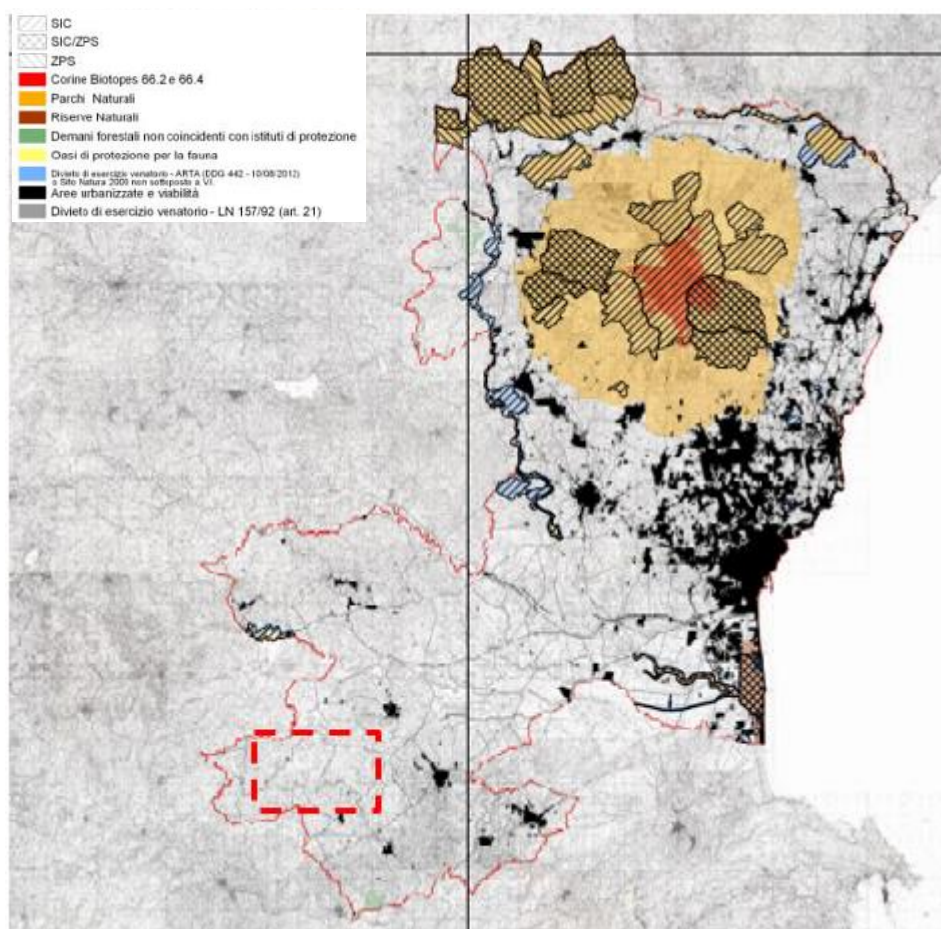 SIC
SIC/ZPS
ZPS
Corine Biotopes 66.2 e 66.4
Parchi Naturali
Riserve Naturali
Demani forestali non coincidenti con istituti di protezione
Oasi di protezione per la fauna
Divieto di esercizio venatorio - ARTA (DDG 442 - 10/08/2012)
o Sito Natura 2000 non sottoposto a V.I.
Aree urbanizzate e viabilità
Divieto di esercizio venatorio - LN 157/92 (art. 21)